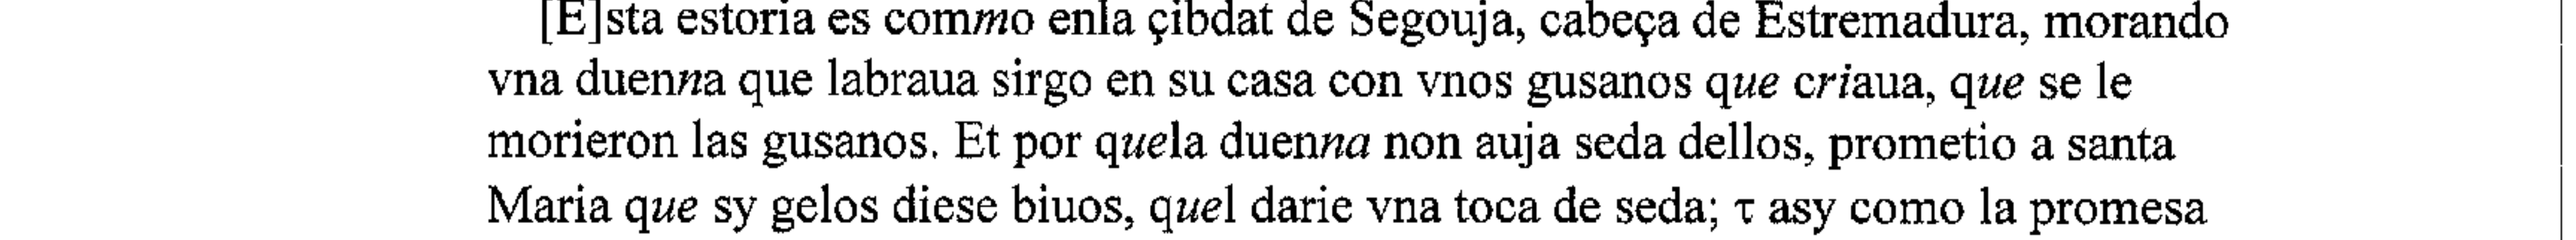 [E]sta estoria es commo enla çibdat de Segouja, cabeça de Estremadura, morando
vna duenna que labraua sirgo en su casa con vnos gusanos que criaua, que se le
morieron las gusanos. Et por quela duenna non auja seda dellos, prometio a santa
Maria que sy gelos diese biuos, quel darie vna toca de seda; τ asy como la promesa